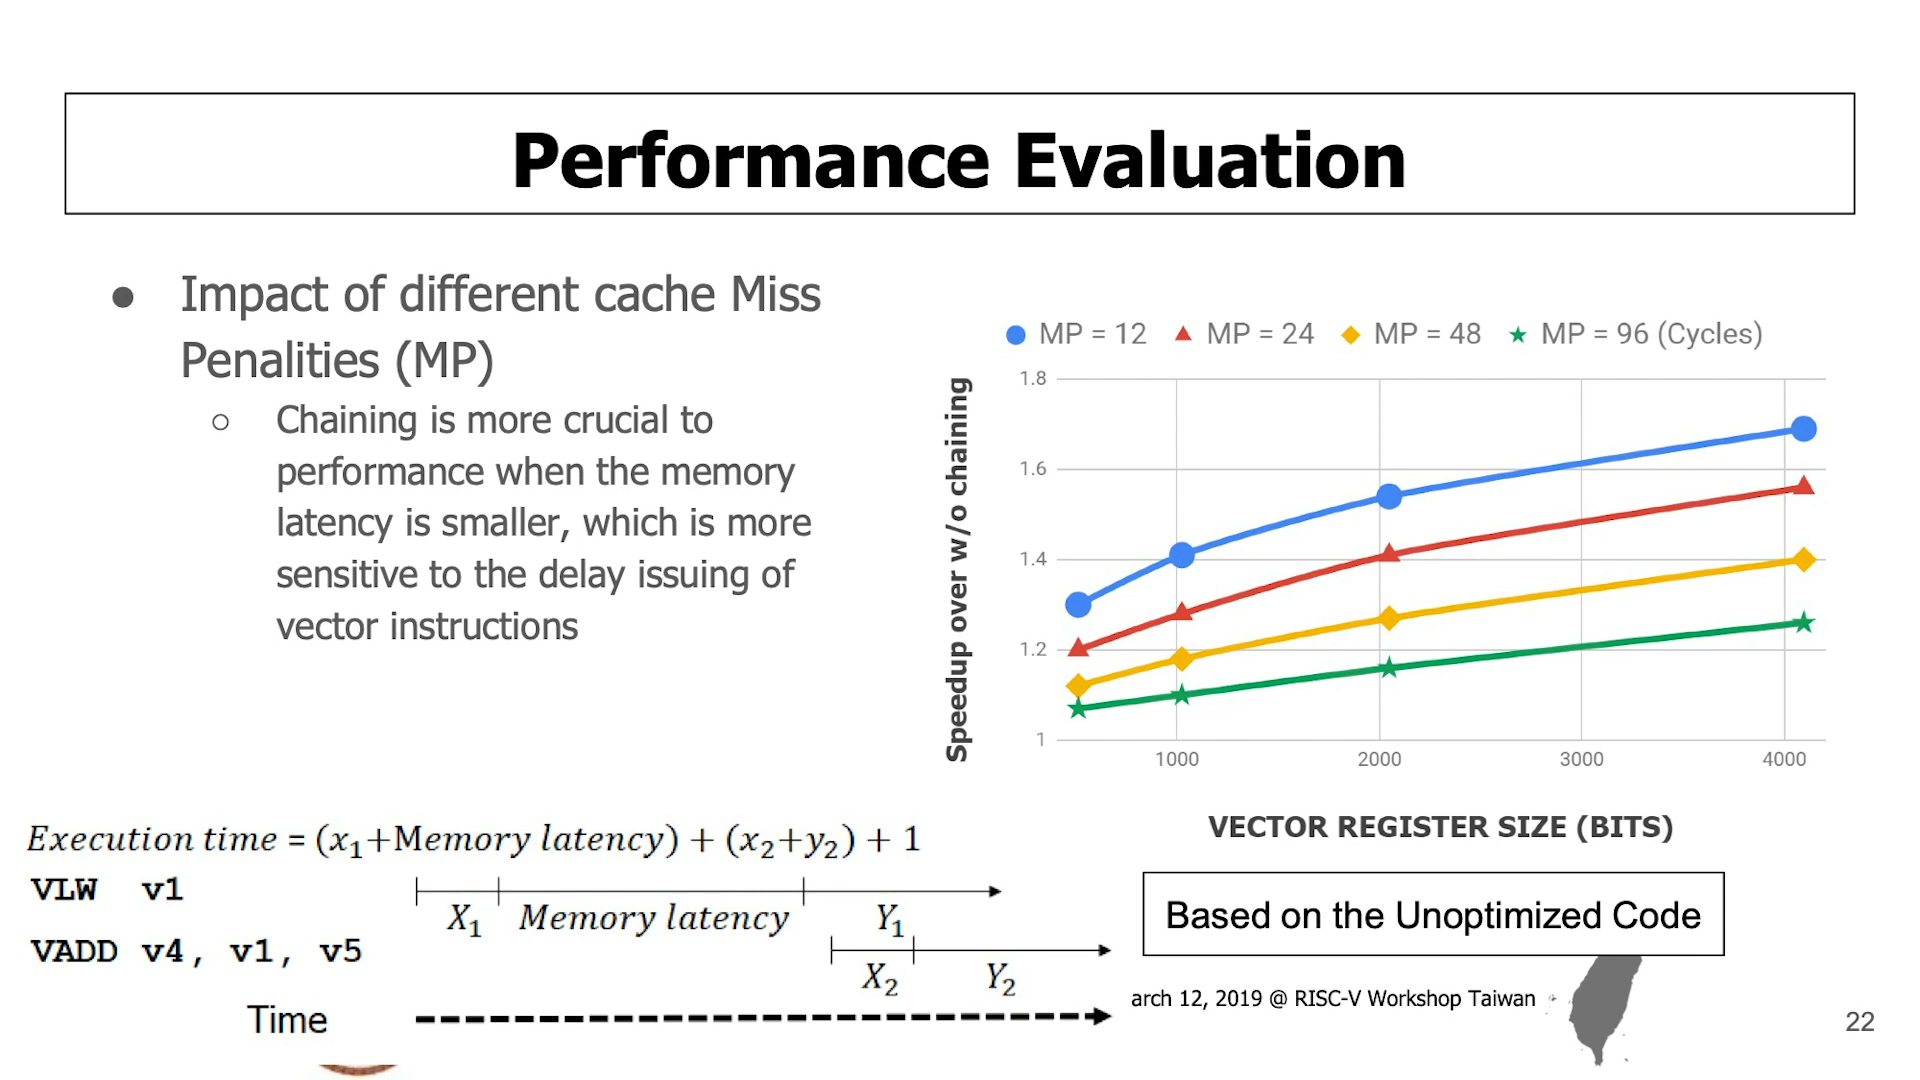 Performance Evaluation
● Impact of different cache Miss
Penalities (MP)
○ Chaining is more crucial to
performance when the memory
latency is smaller, which is more
sensitive to the delay issuing of
vector instructions
MP = 12 MP = 24 MP = 48 MP = 96 (Cycles)
Speedup over w/o chaining
1.8
1.6
1.4
1.2
1
1000 2000 3000 4000
VECTOR REGISTER SIZE (BITS)
Execution time = (x₁+Memory latency) + (x₂+y₂) + 1
VLW v1
X₁ Memory latency Y₁
VADD v4, v1, v5
X₂ Y₂
Time
Based on the Unoptimized Code
arch 12, 2019 @ RISC-V Workshop Taiwan
22